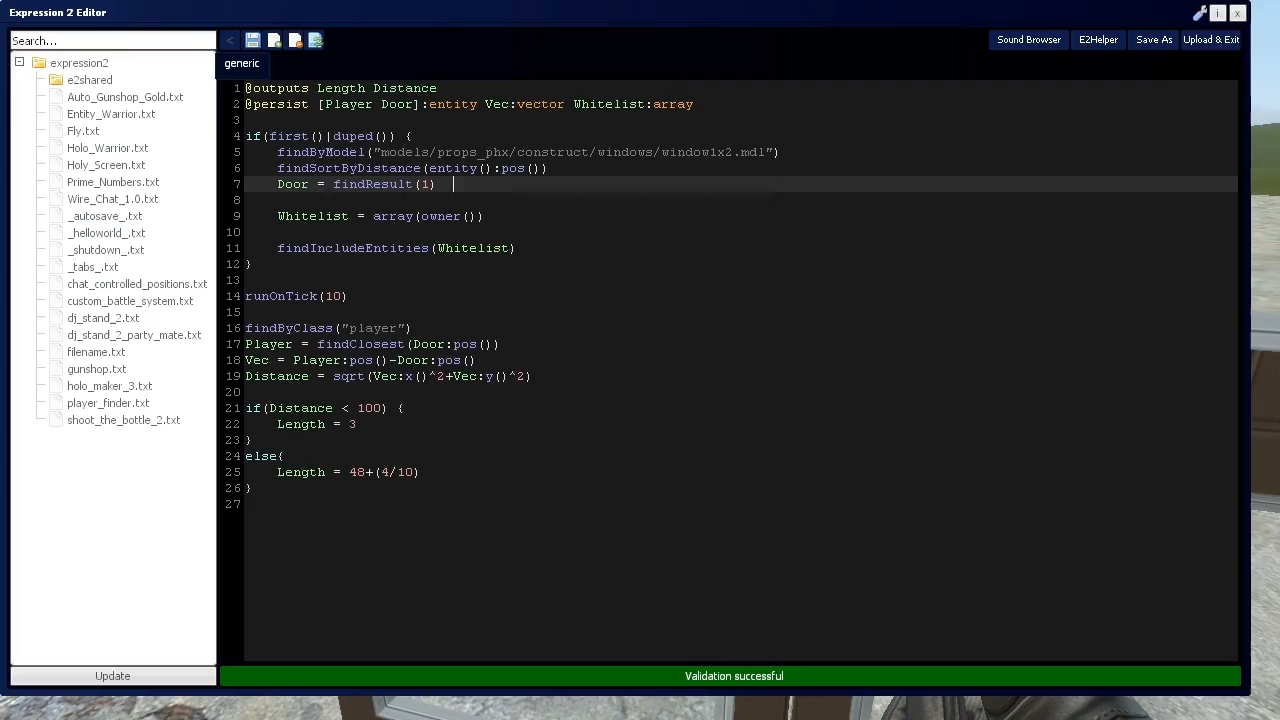 Expression 2 Editor
i
x
Search...
<
Sound Browser
E2Helper
Save As
Upload & Exit
expression2
e2shared
Auto_Gunshop_Gold.txt
Entity_Warrior.txt
Fly.txt
Holo_Warrior.txt
Holy_Screen.txt
Prime_Numbers.txt
Wire_Chat_1.0.txt
_autosave_.txt
_helloworld_.txt
_shutdown_.txt
_tabs_.txt
chat_controlled_positions.txt
custom_battle_system.txt
dj_stand_2.txt
dj_stand_2_party_mate.txt
filename.txt
gunshop.txt
holo_maker_3.txt
player_finder.txt
shoot_the_bottle_2.txt
Update
generic
1 @outputs Length Distance
2 @persist [Player Door]:entity Vec:vector Whitelist:array
3
4 if(first()|duped()) {
5     findByModel("models/props_phx/construct/windows/window1x2.mdl")
6     findSortByDistance(entity():pos())
7     Door = findResult(1)
8
9     Whitelist = array(owner())
10
11     findIncludeEntities(Whitelist)
12 }
13
14 runOnTick(10)
15
16 findByClass("player")
17 Player = findClosest(Door:pos())
18 Vec = Player:pos()-Door:pos()
19 Distance = sqrt(Vec:x()^2+Vec:y()^2)
20
21 if(Distance < 100) {
22     Length = 3
23 }
24 else{
25     Length = 48+(4/10)
26 }
27
Validation successful